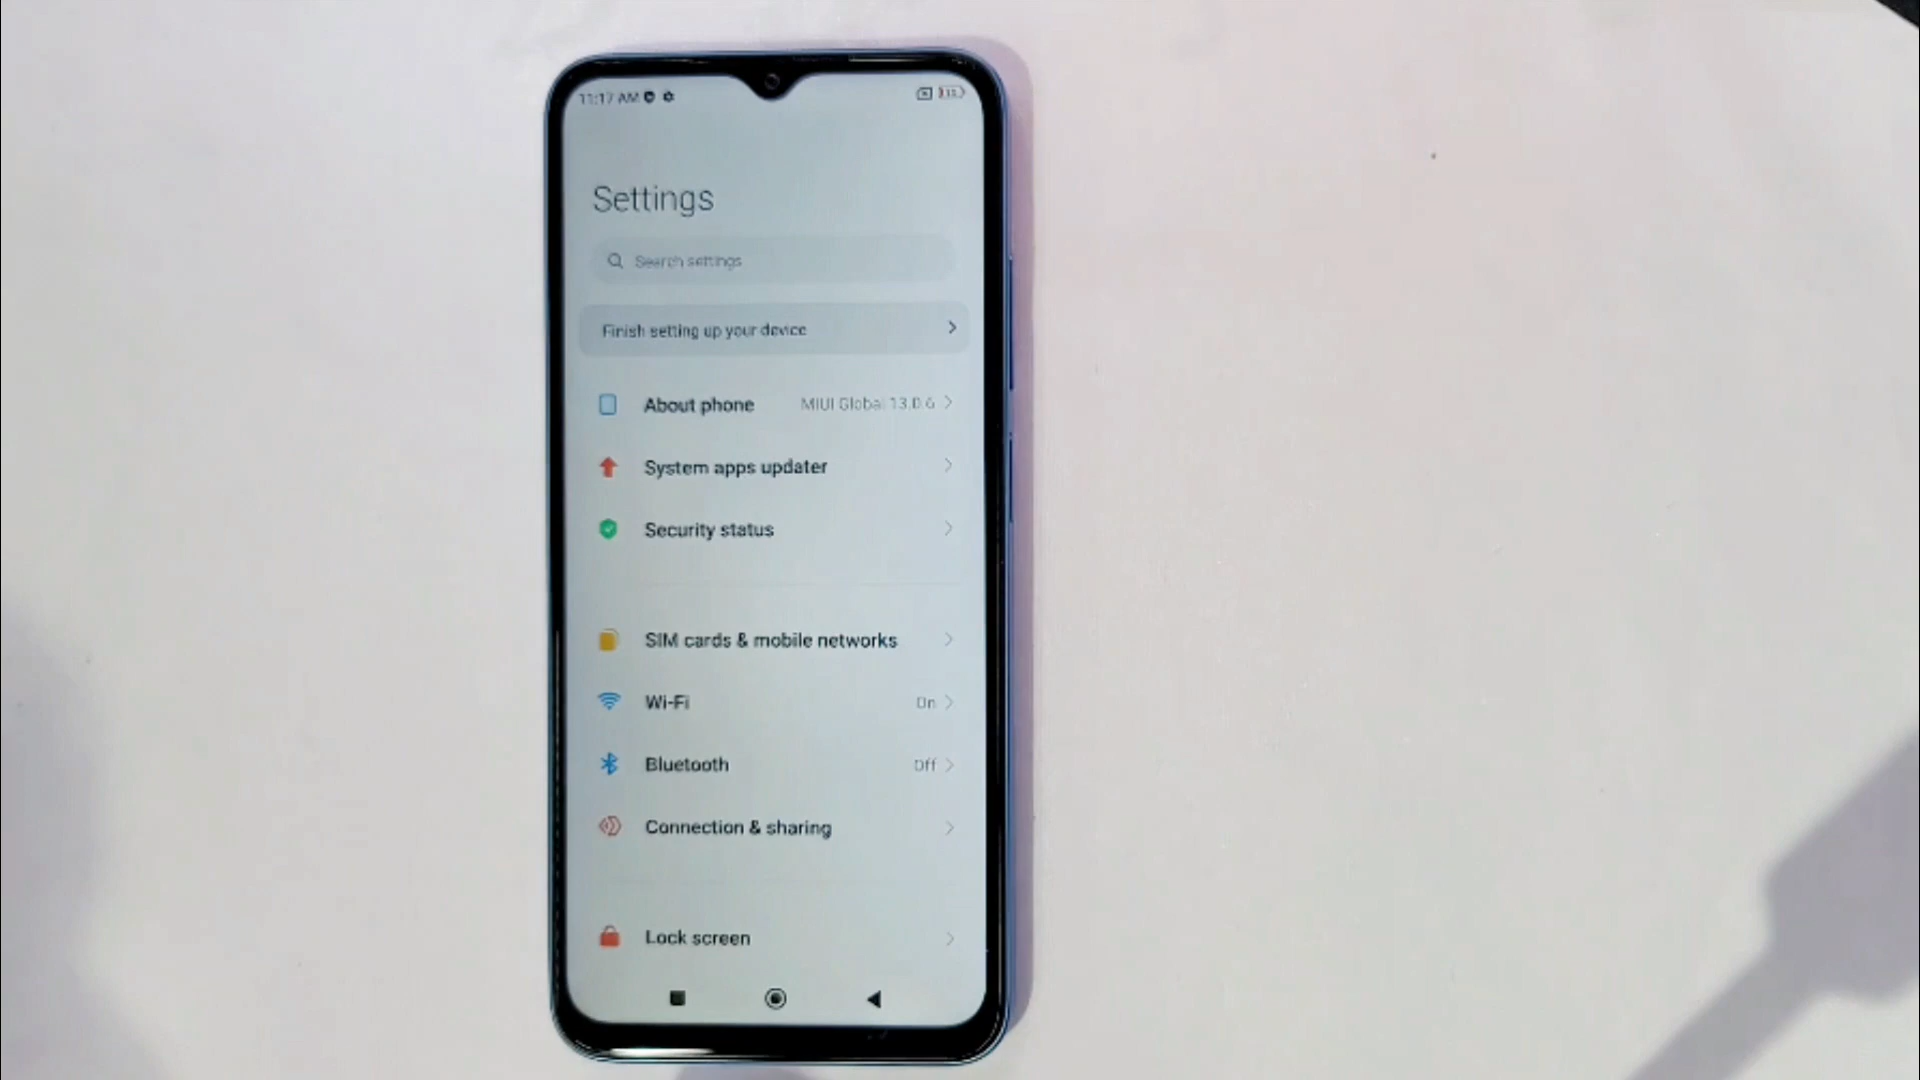 11:17 AM
Settings
Search settings
Finish setting up your device
About phone MIUI Global 13.0.6
System apps updater
Security status
SIM cards & mobile networks
Wi-Fi On
Bluetooth Off
Connection & sharing
Lock screen